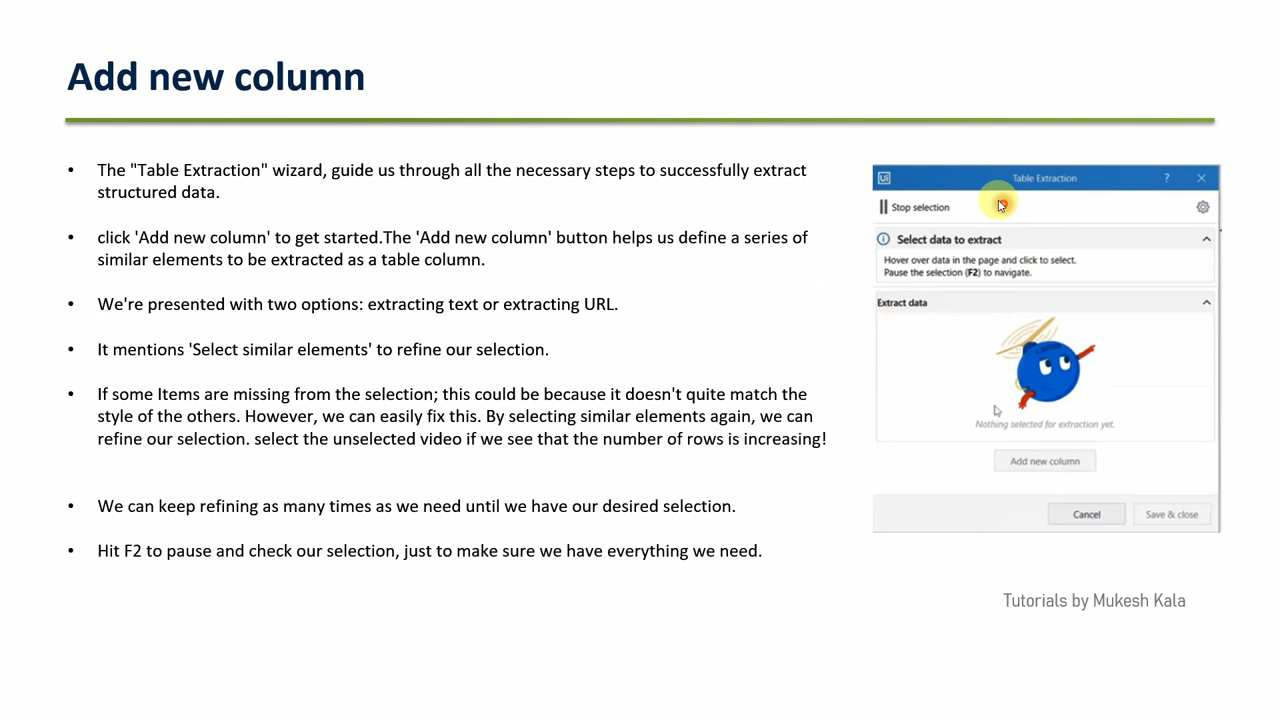 Add new column
• The "Table Extraction" wizard, guide us through all the necessary steps to successfully extract
structured data.
• click 'Add new column' to get started.The 'Add new column' button helps us define a series of
similar elements to be extracted as a table column.
• We're presented with two options: extracting text or extracting URL.
• It mentions 'Select similar elements' to refine our selection.
• If some Items are missing from the selection; this could be because it doesn't quite match the
style of the others. However, we can easily fix this. By selecting similar elements again, we can
refine our selection. select the unselected video if we see that the number of rows is increasing!
• We can keep refining as many times as we need until we have our desired selection.
• Hit F2 to pause and check our selection, just to make sure we have everything we need.
Ui Table Extraction ?
Stop selection
Select data to extract
Hover over data in the page and click to select.
Pause the selection (F2) to navigate.
Extract data
Nothing selected for extraction yet.
Add new column
Cancel Save & close
Tutorials by Mukesh Kala